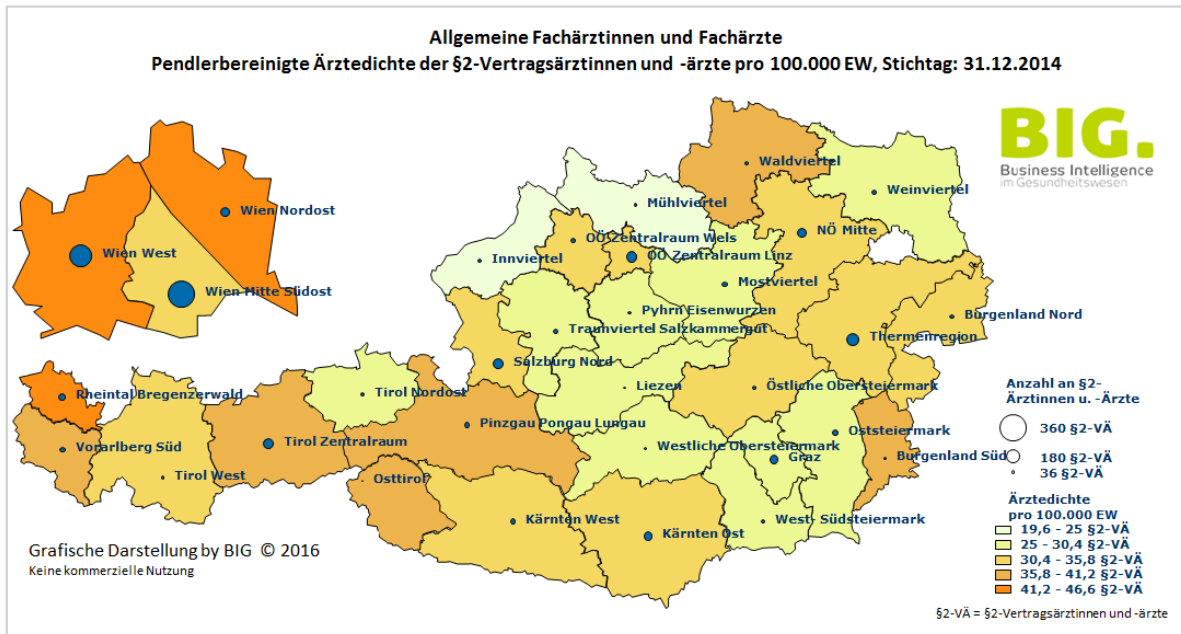 Allgemeine Fachärztinnen und Fachärzte
Pendlerbereinigte Ärztedichte der §2-Vertragsärztinnen und -ärzte pro 100.000 EW, Stichtag: 31.12.2014
BIG.
Business Intelligence
im Gesundheitswesen
Waldviertel
Weinviertel
Wien Nordost
Mühlviertel
NÖ Mitte
OÖ Zentralraum Wels
Wien West
OÖ Zentralraum Linz
Innviertel
Mostviertel
Wien Mitte Südost
Pyhrn Eisenwurzen
Burgenland Nord
Traunviertel Salzkammergut
Thermenregion
Salzburg Nord
Liezen
Östliche Obersteiermark
Tirol Nordost
Rheintal Bregenzerwald
Pinzgau Pongau Lungau
Oststeiermark
Vorarlberg Süd
Tirol Zentralraum
Westliche Obersteiermark
Graz
Burgenland Süd
Tirol West
Osttirol
Kärnten West
West- Südsteiermark
Kärnten Ost
Anzahl an §2-
Ärztinnen u. -Ärzte
360 §2-VÄ
180 §2-VÄ
36 §2-VÄ
Ärztedichte
pro 100.000 EW
19,6 - 25 §2-VÄ
25 - 30,4 §2-VÄ
30,4 - 35,8 §2-VÄ
35,8 - 41,2 §2-VÄ
41,2 - 46,6 §2-VÄ
Grafische Darstellung by BIG © 2016
Keine kommerzielle Nutzung
§2-VÄ = §2-Vertragsärztinnen und -ärzte